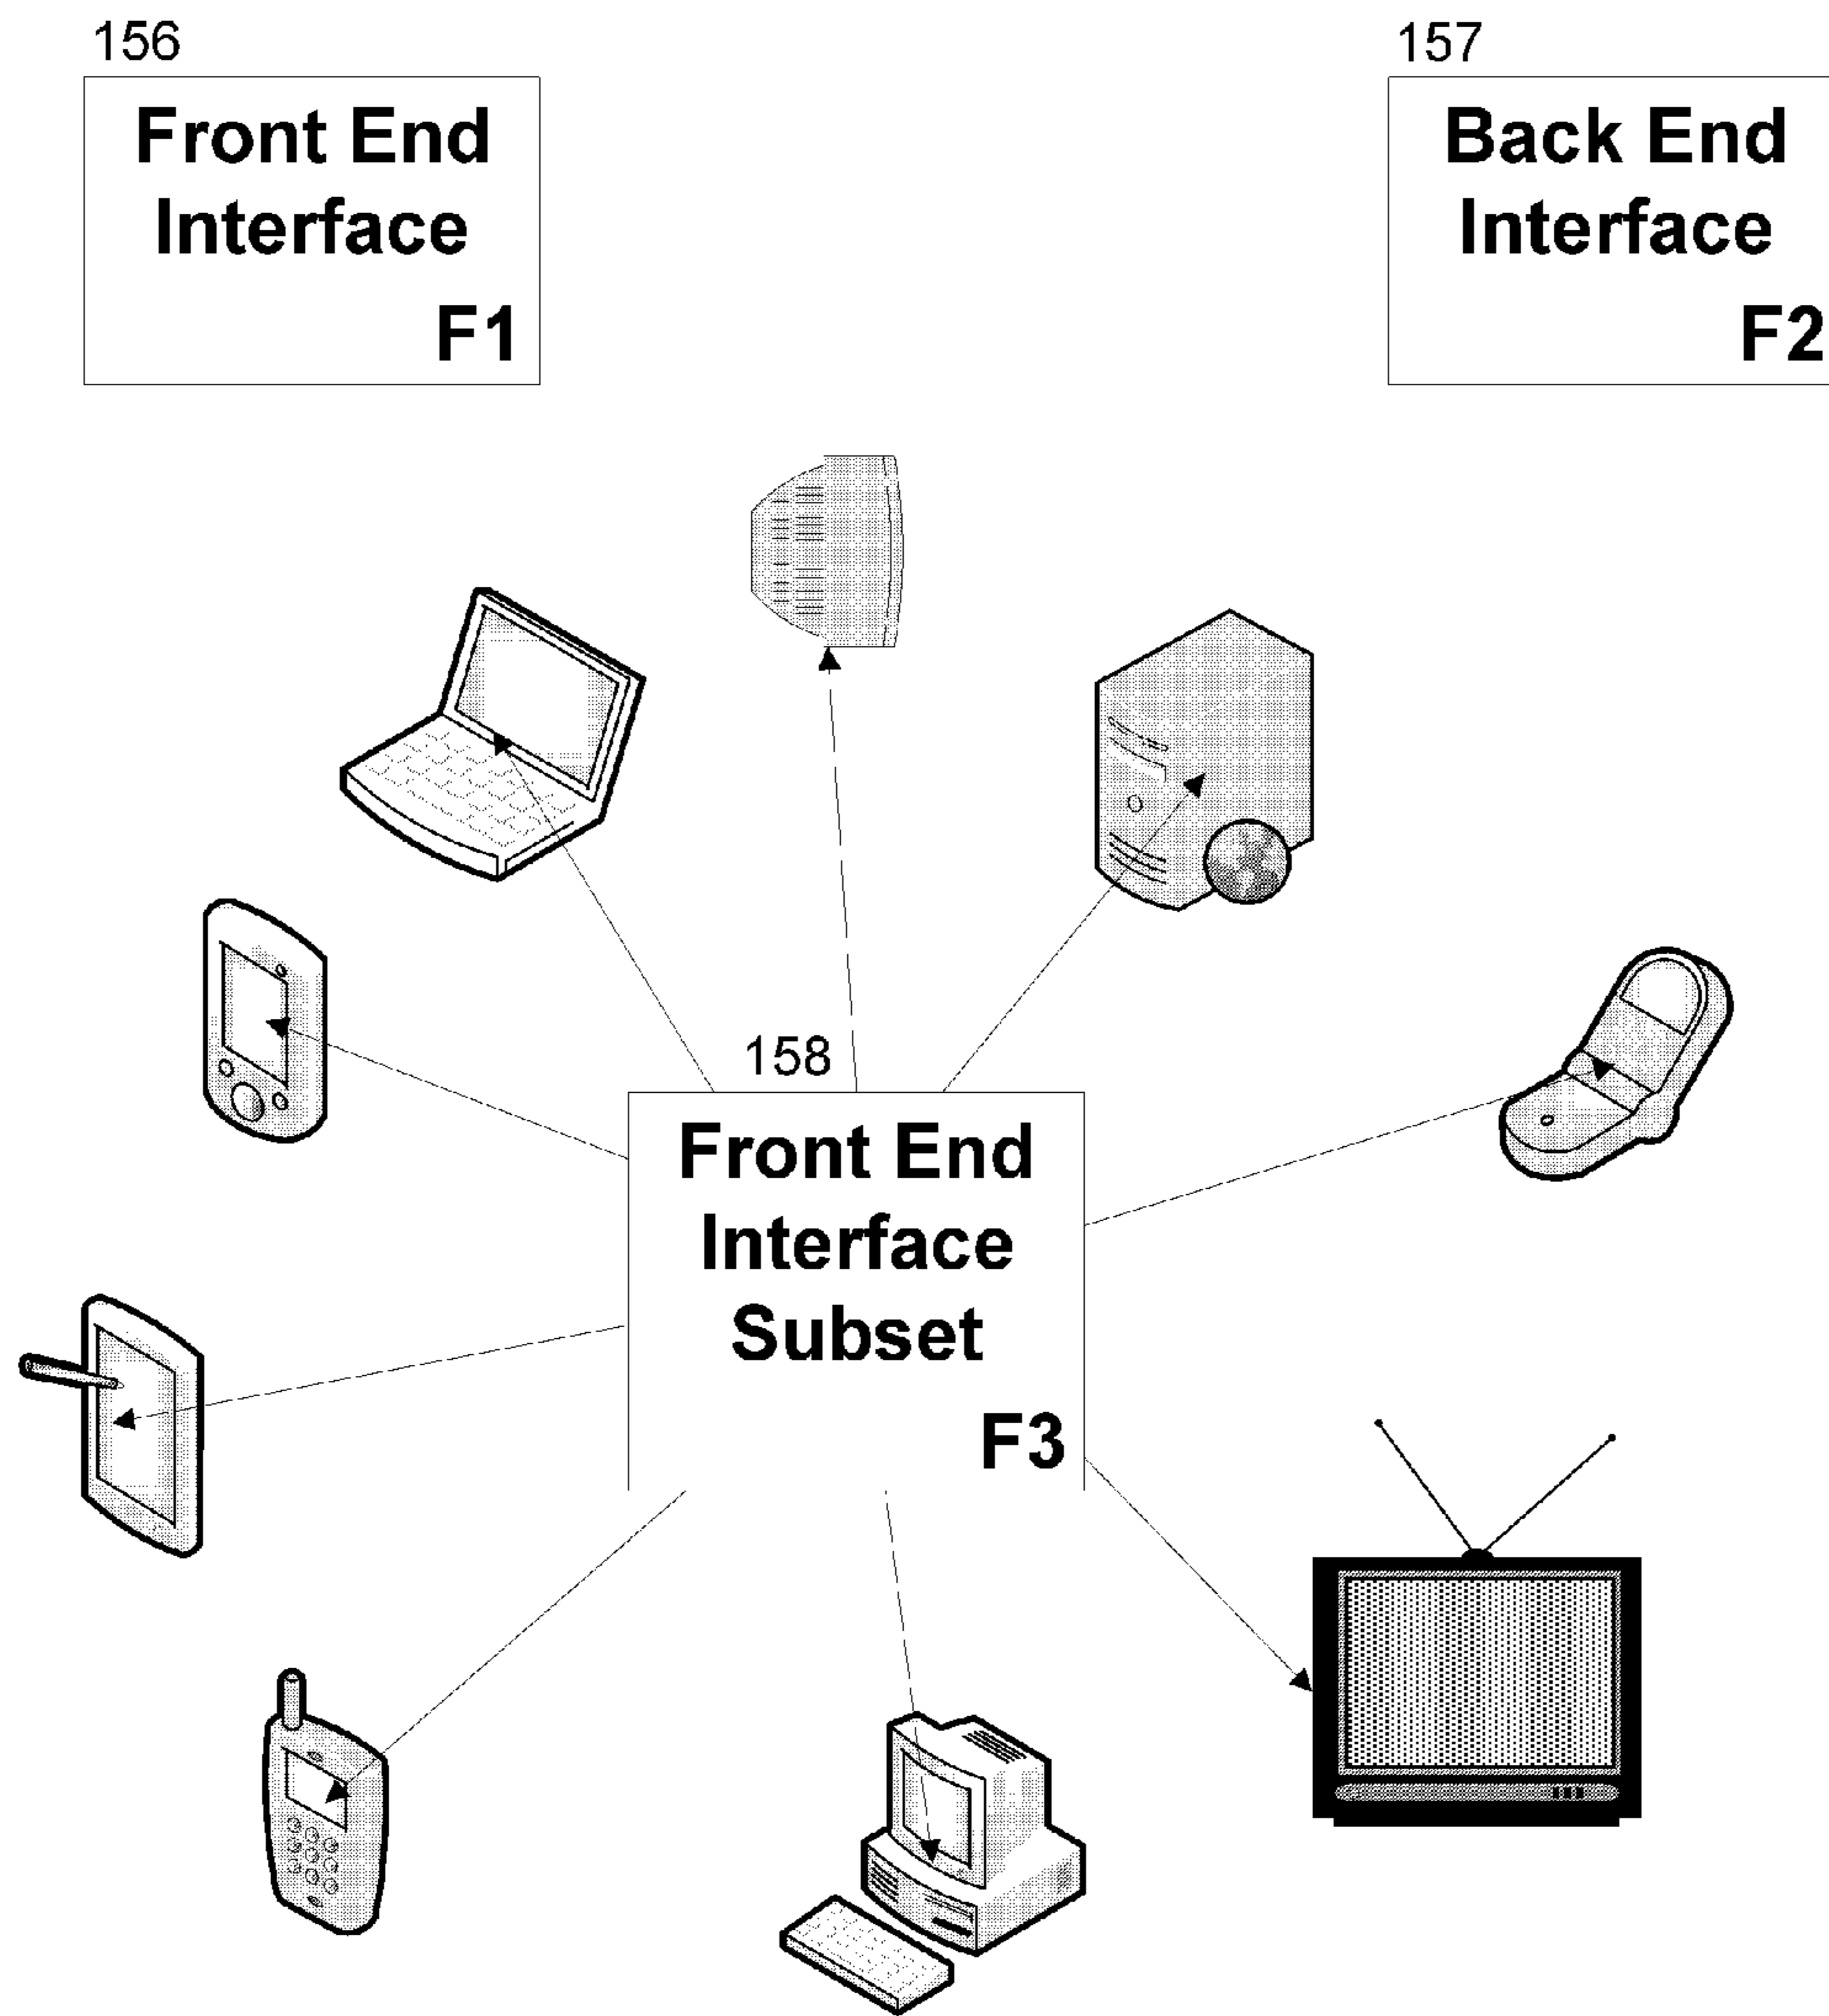 156
Front End
Interface
F1
157
Back End
Interface
F2
158
Front End
Interface
Subset
F3